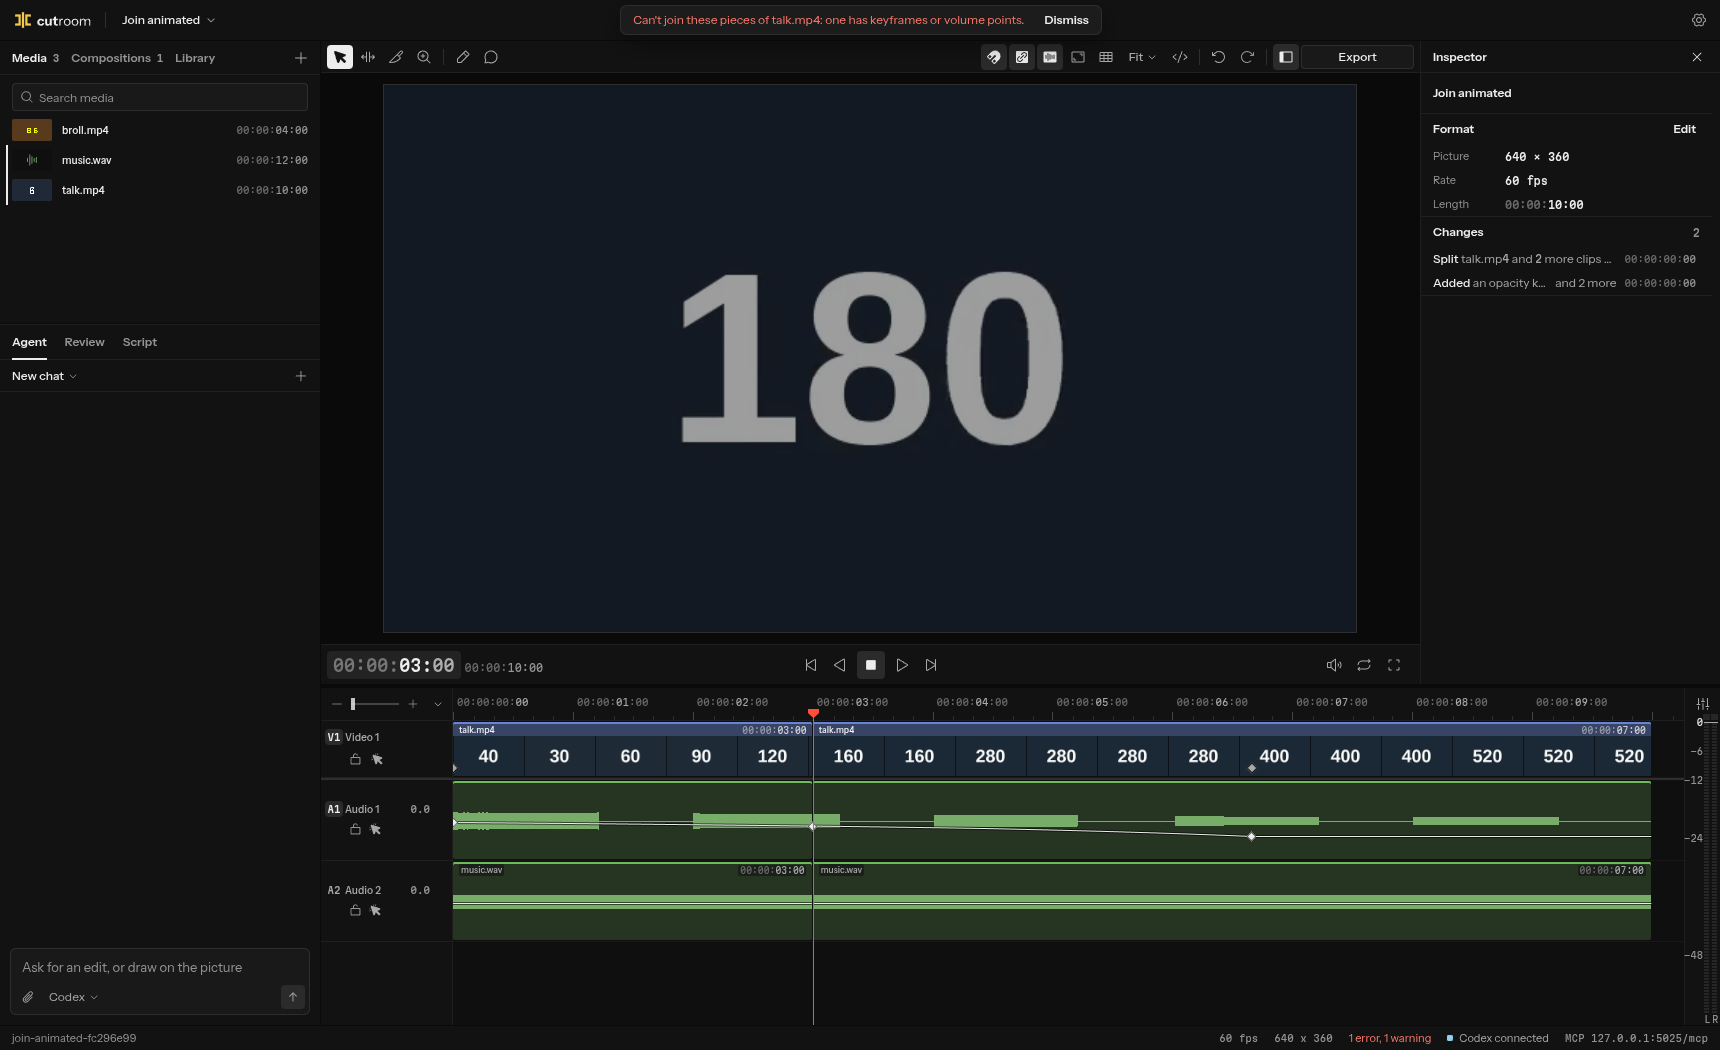 cutroom
Join animated
Can't join these pieces of talk.mp4: one has keyframes or volume points.
Dismiss
Media 3
Compositions 1
Library
Search media
broll.mp4 00:00:04:00
music.wav 00:00:12:00
talk.mp4 00:00:10:00
Agent
Review
Script
New chat
Ask for an edit, or draw on the picture
Codex
Fit
Export
180
00:00:03:00
00:00:10:00
Inspector
Join animated
Format
Edit
Picture 640 × 360
Rate 60 fps
Length 00:00:10:00
Changes 2
Split talk.mp4 and 2 more clips ... 00:00:00:00
Added an opacity k... and 2 more 00:00:00:00
00:00:00:00 00:00:01:00 00:00:02:00 00:00:03:00 00:00:04:00 00:00:05:00 00:00:06:00 00:00:07:00 00:00:08:00 00:00:09:00
V1 Video 1
talk.mp4 00:00:03:00 talk.mp4 00:00:07:00
40 30 60 90 120 160 160 280 280 280 280 400 400 400 520 520 520
A1 Audio 1 0.0
A2 Audio 2 0.0
music.wav 00:00:03:00 music.wav 00:00:07:00
0
-6
-12
-24
-48
L R
join-animated-fc296e99
60 fps
640 x 360
1 error, 1 warning
Codex connected
MCP 127.0.0.1:5025/mcp